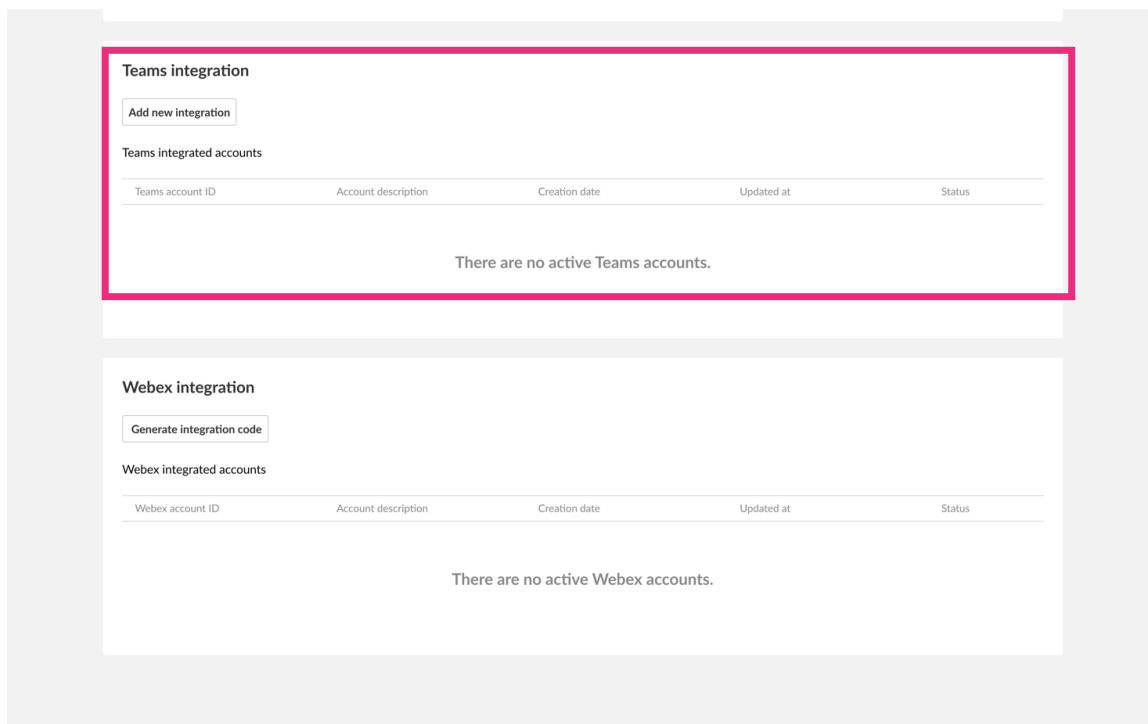 Teams integration
Add new integration
Teams integrated accounts
Teams account ID Account description Creation date Updated at Status
There are no active Teams accounts.
Webex integration
Generate integration code
Webex integrated accounts
Webex account ID Account description Creation date Updated at Status
There are no active Webex accounts.